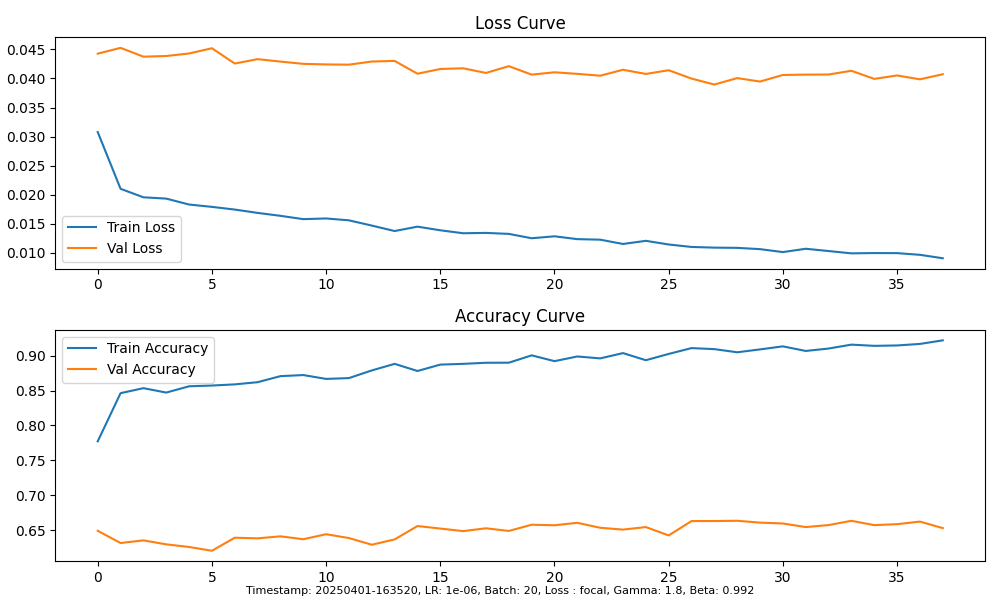 Loss Curve
0.045
0.040
0.035
0.030
0.025
0.020
0.015
0.010
Train Loss
Val Loss
0 5 10 15 20 25 30 35
Accuracy Curve
0.90
0.85
0.80
0.75
0.70
0.65
Train Accuracy
Val Accuracy
0 5 10 15 20 25 30 35
Timestamp: 20250401-163520, LR: 1e-06, Batch: 20, Loss : focal, Gamma: 1.8, Beta: 0.992